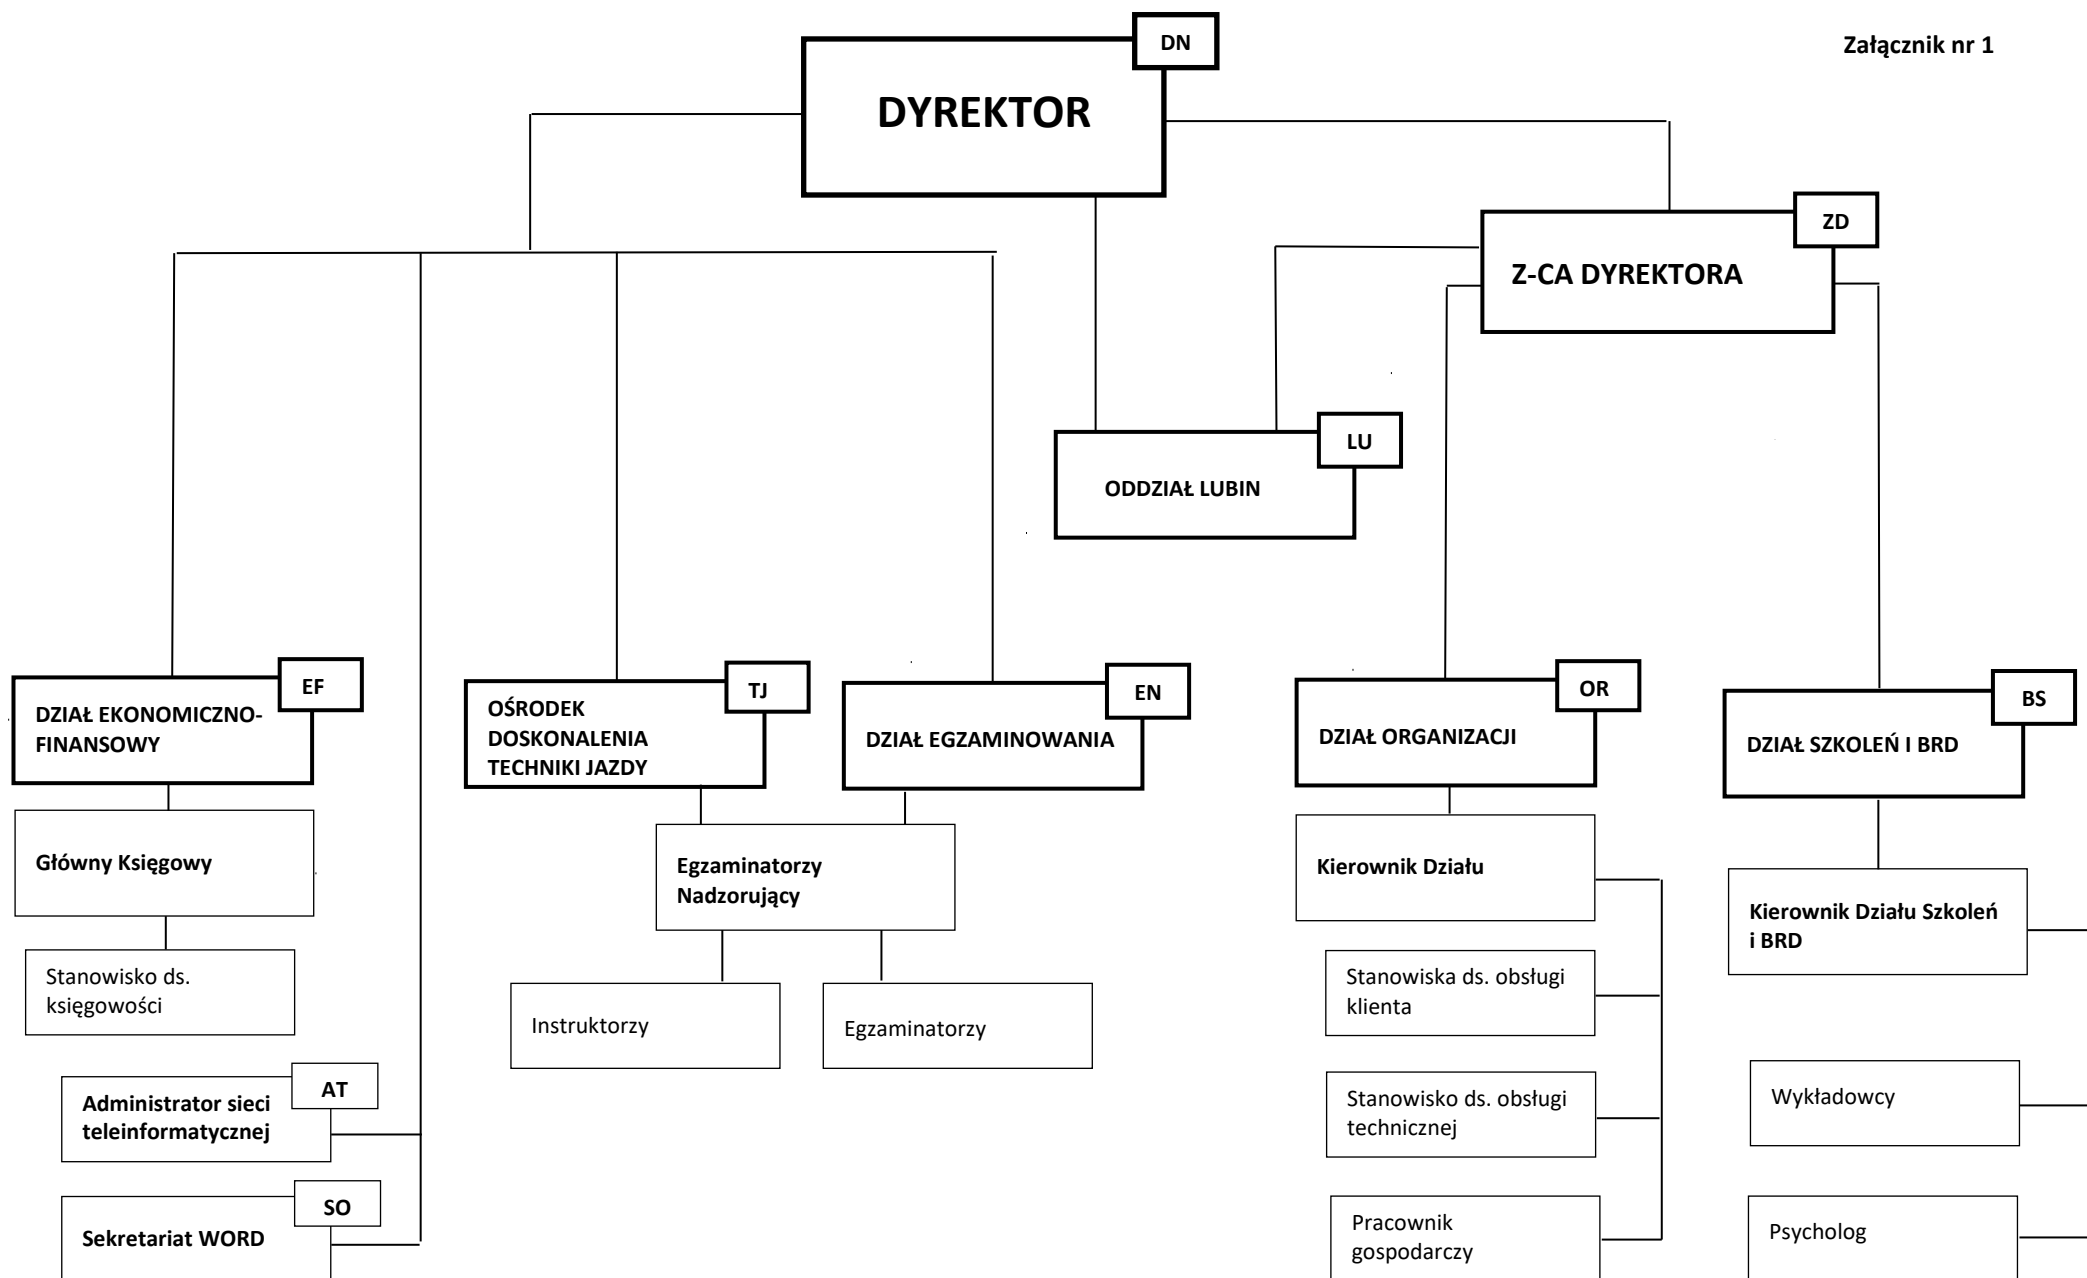 DN
Załącznik nr 1
DYREKTOR
ZD
Z-CA DYREKTORA
LU
ODDZIAŁ LUBIN
EF
DZIAŁ EKONOMICZNO-
FINANSOWY
TJ
OŚRODEK
DOSKONALENIA
TECHNIKI JAZDY
EN
DZIAŁ EGZAMINOWANIA
OR
DZIAŁ ORGANIZACJI
BS
DZIAŁ SZKOLEŃ I BRD
Główny Księgowy
Egzaminatorzy
Nadzorujący
Kierownik Działu
Kierownik Działu Szkoleń
i BRD
Stanowisko ds.
księgowości
Instruktorzy
Egzaminatorzy
Stanowiska ds. obsługi
klienta
AT
Administrator sieci
teleinformatycznej
Stanowisko ds. obsługi
technicznej
Wykładowcy
SO
Sekretariat WORD
Pracownik
gospodarczy
Psycholog